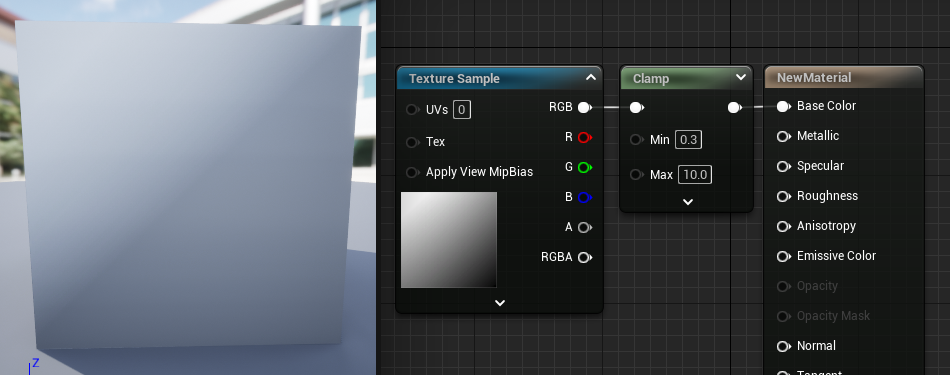 Z
Texture Sample
UVs 0
Tex
Apply View MipBias
RGB
R
G
B
A
RGBA
Clamp
Min 0.3
Max 10.0
NewMaterial
Base Color
Metallic
Specular
Roughness
Anisotropy
Emissive Color
Opacity
Opacity Mask
Normal
Tangent